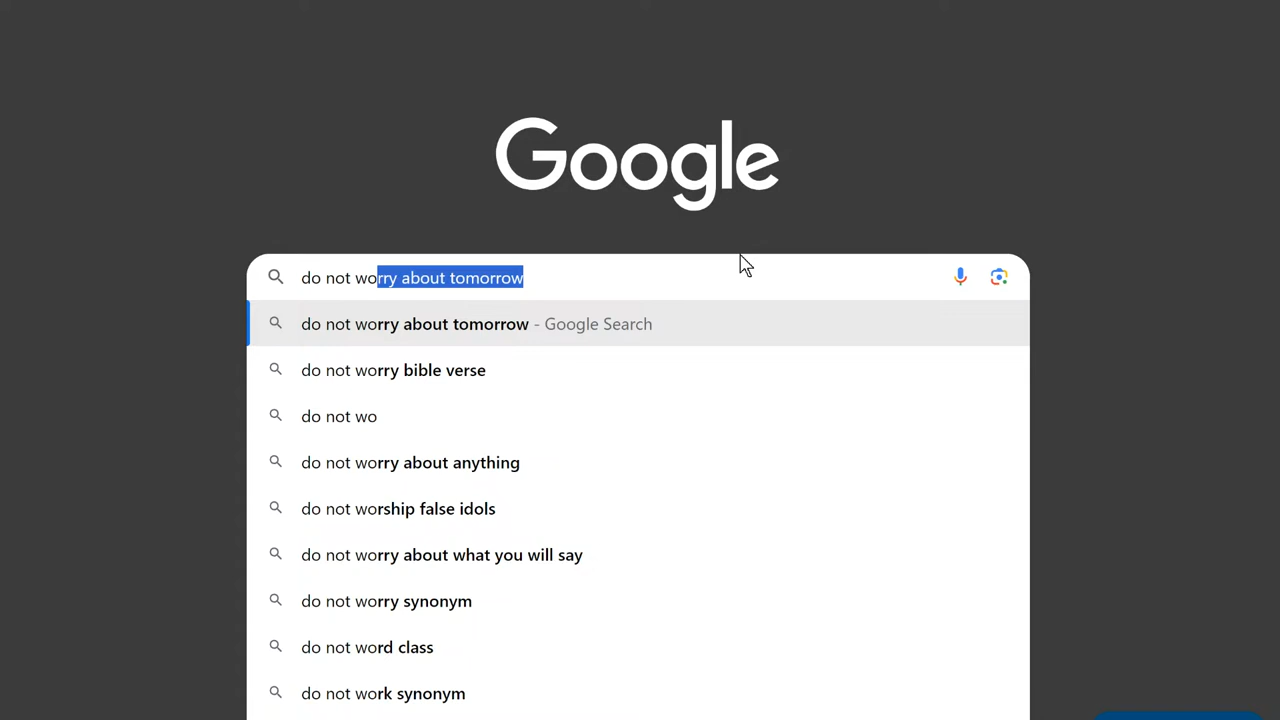 Google
do not worry about tomorrow
do not worry about tomorrow - Google Search
do not worry bible verse
do not wo
do not worry about anything
do not worship false idols
do not worry about what you will say
do not worry synonym
do not word class
do not work synonym